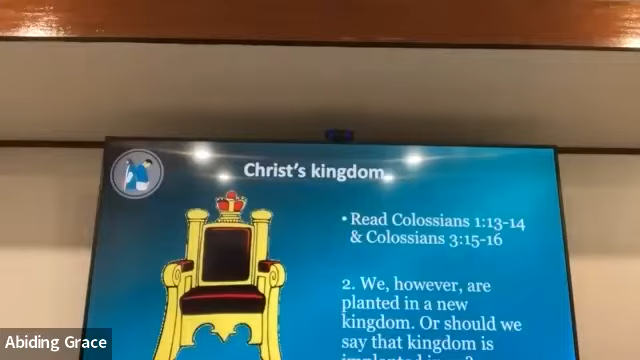 Christ's kingdom
• Read Colossians 1:13-14
& Colossians 3:15-16
2. We, however, are
planted in a new
kingdom. Or should we
say that kingdom is
Abiding Grace